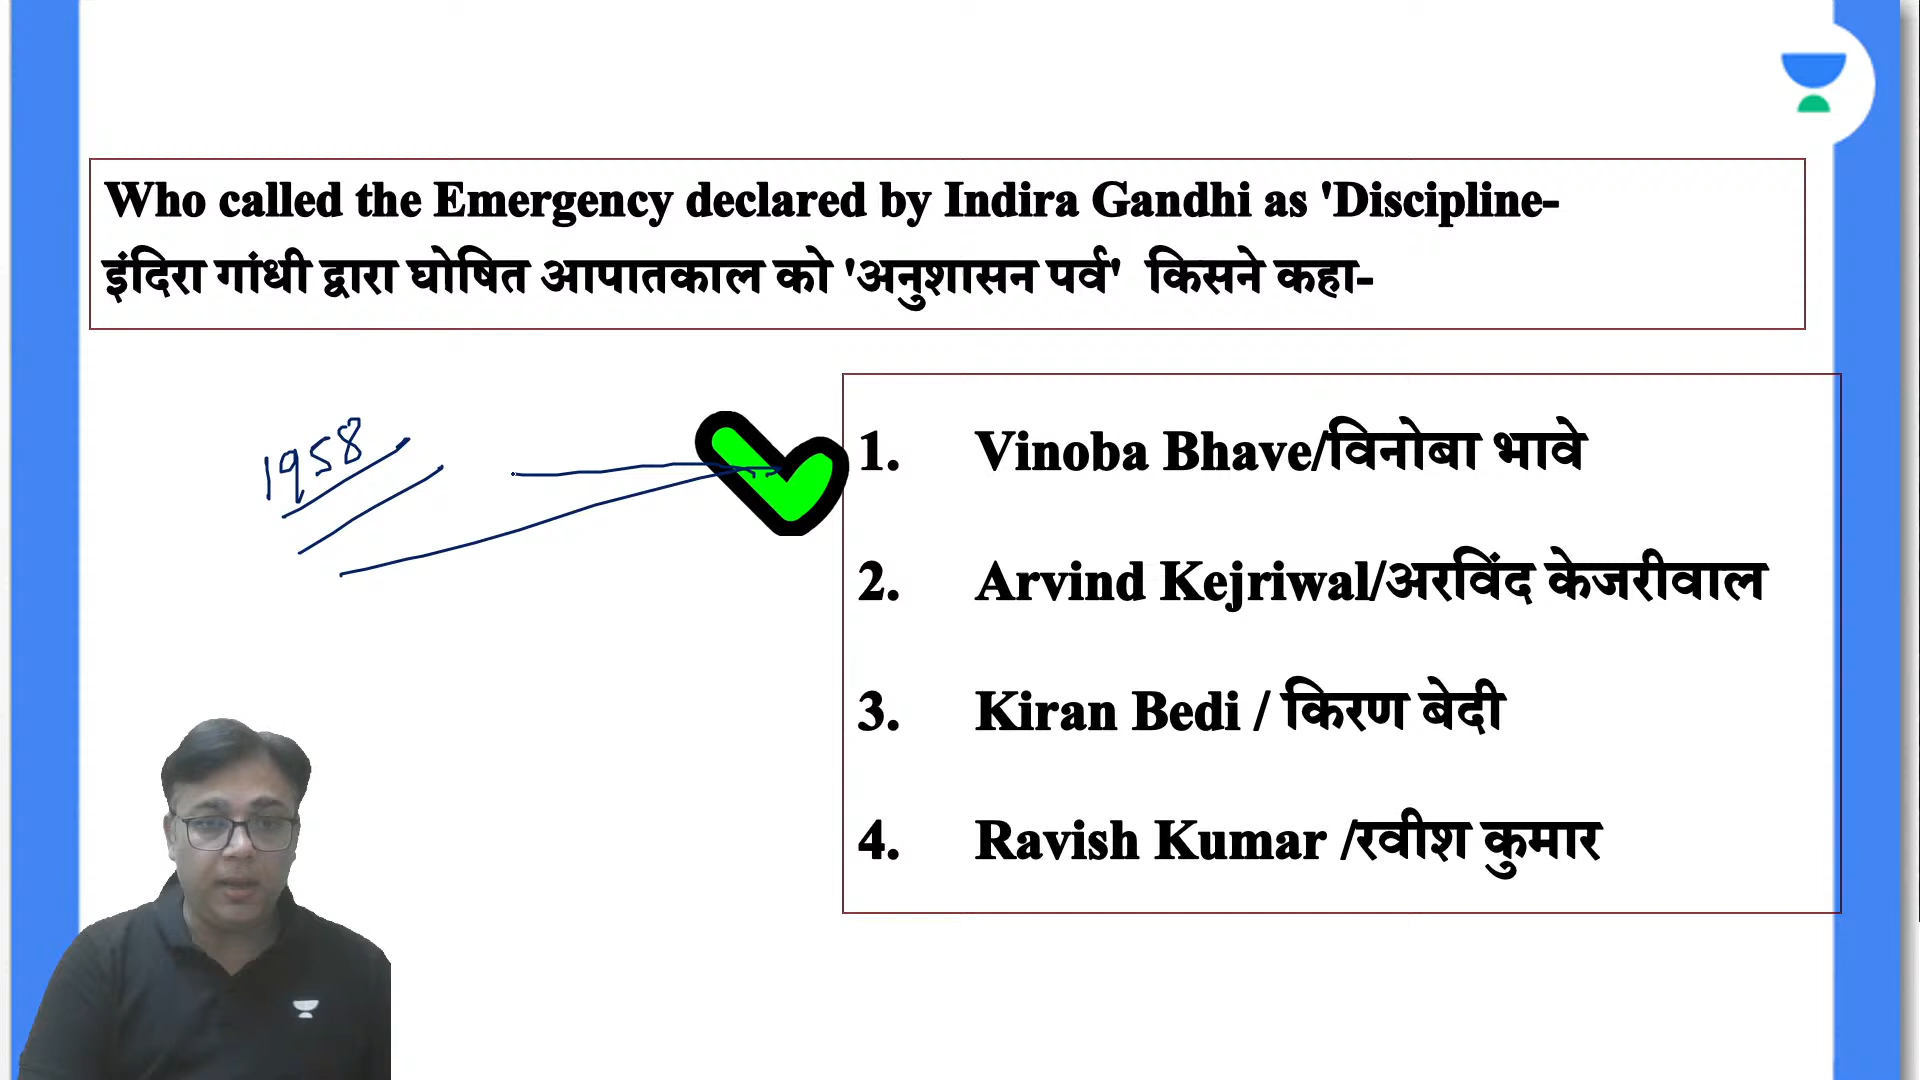 Who called the Emergency declared by Indira Gandhi as 'Discipline-
इंदिरा गांधी द्वारा घोषित आपातकाल को 'अनुशासन पर्व' किसने कहा-
1958
1. Vinoba Bhave/विनोबा भावे
2. Arvind Kejriwal/अरविंद केजरीवाल
3. Kiran Bedi / किरण बेदी
4. Ravish Kumar /रवीश कुमार